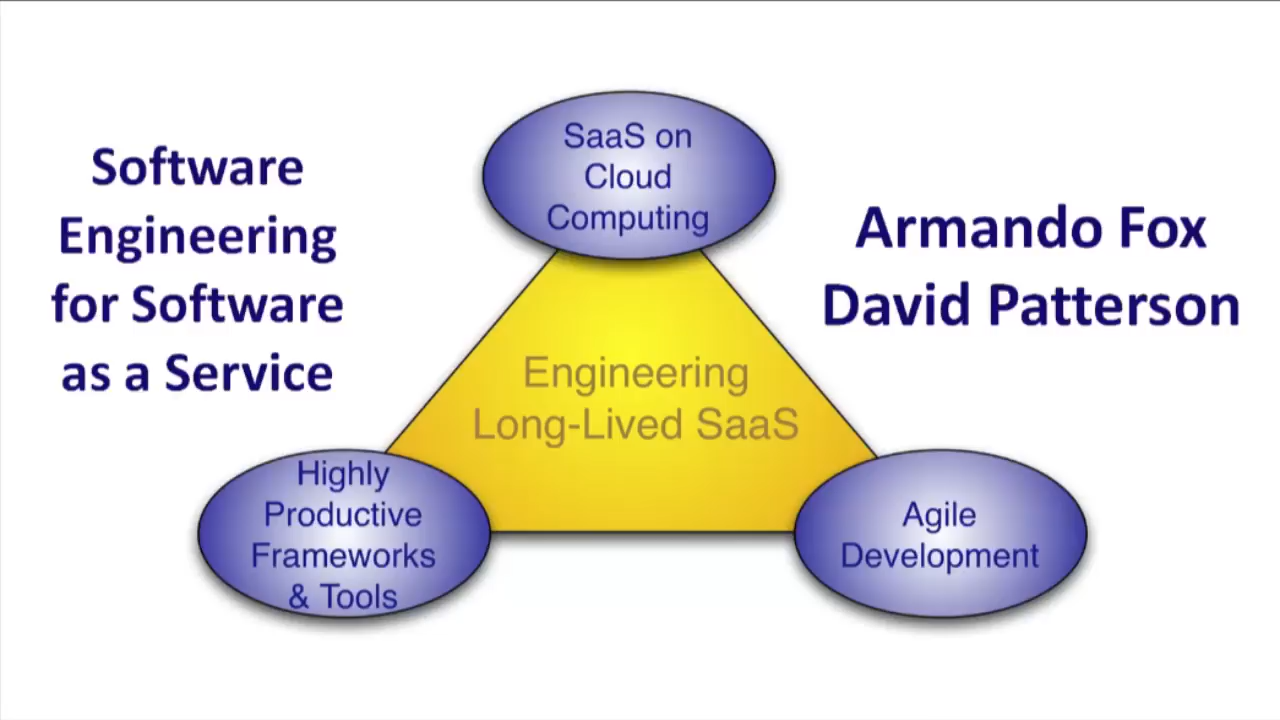 Software
Engineering
for Software
as a Service
SaaS on
Cloud
Computing
Armando Fox
David Patterson
Engineering
Long-Lived SaaS
Highly
Productive
Frameworks
& Tools
Agile
Development